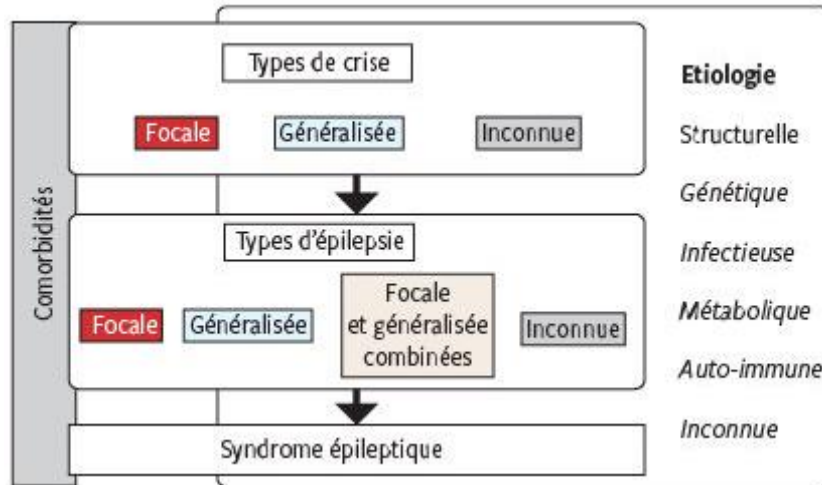 Comorbidités
Types de crise
Focale
Généralisée
Inconnue
Types d'épilepsie
Focale
Généralisée
Focale
et généralisée
combinées
Inconnue
Syndrome épileptique
Etiologie
Structurelle
Génétique
Infectieuse
Métabolique
Auto-immune
Inconnue